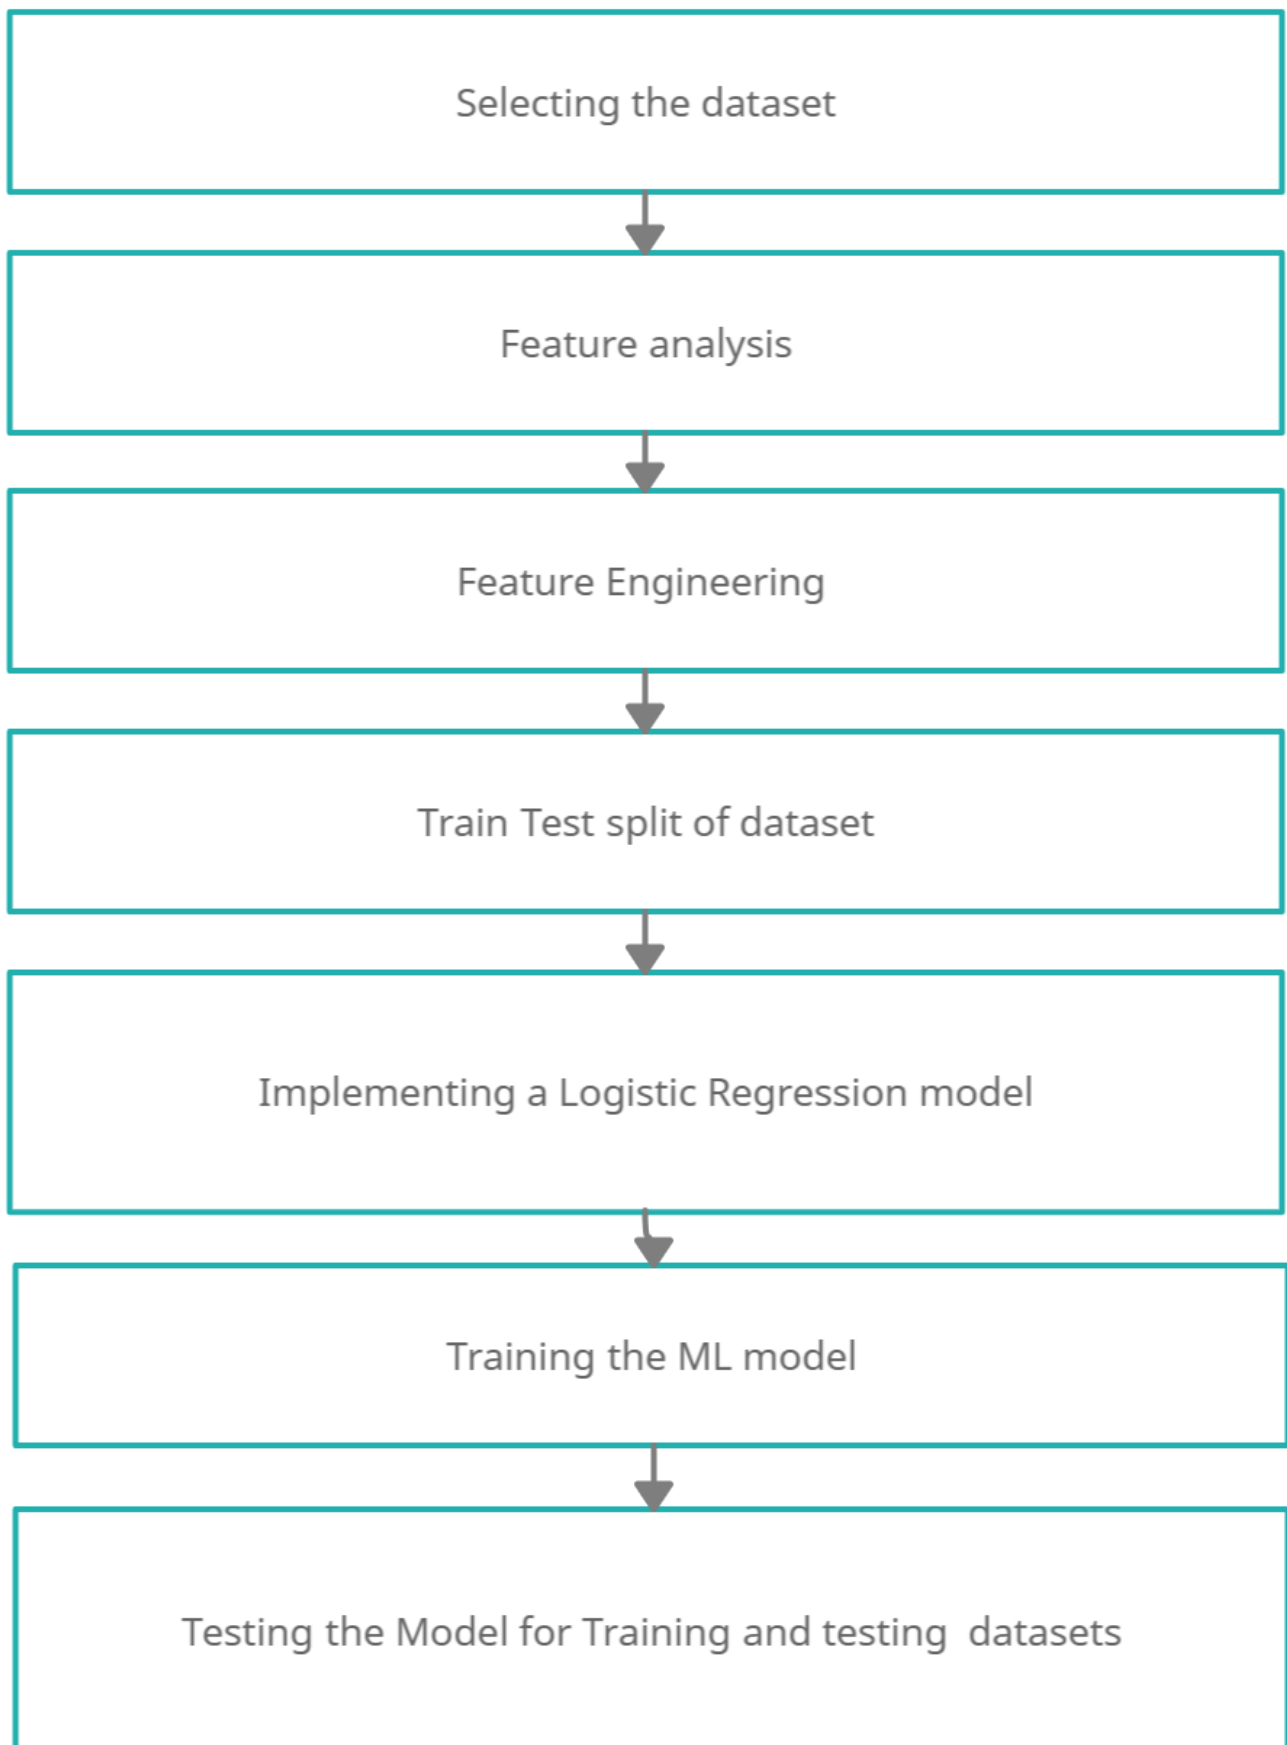 Selecting the dataset
Feature analysis
Feature Engineering
Train Test split of dataset
Implementing a Logistic Regression model
Training the ML model
Testing the Model for Training and testing  datasets